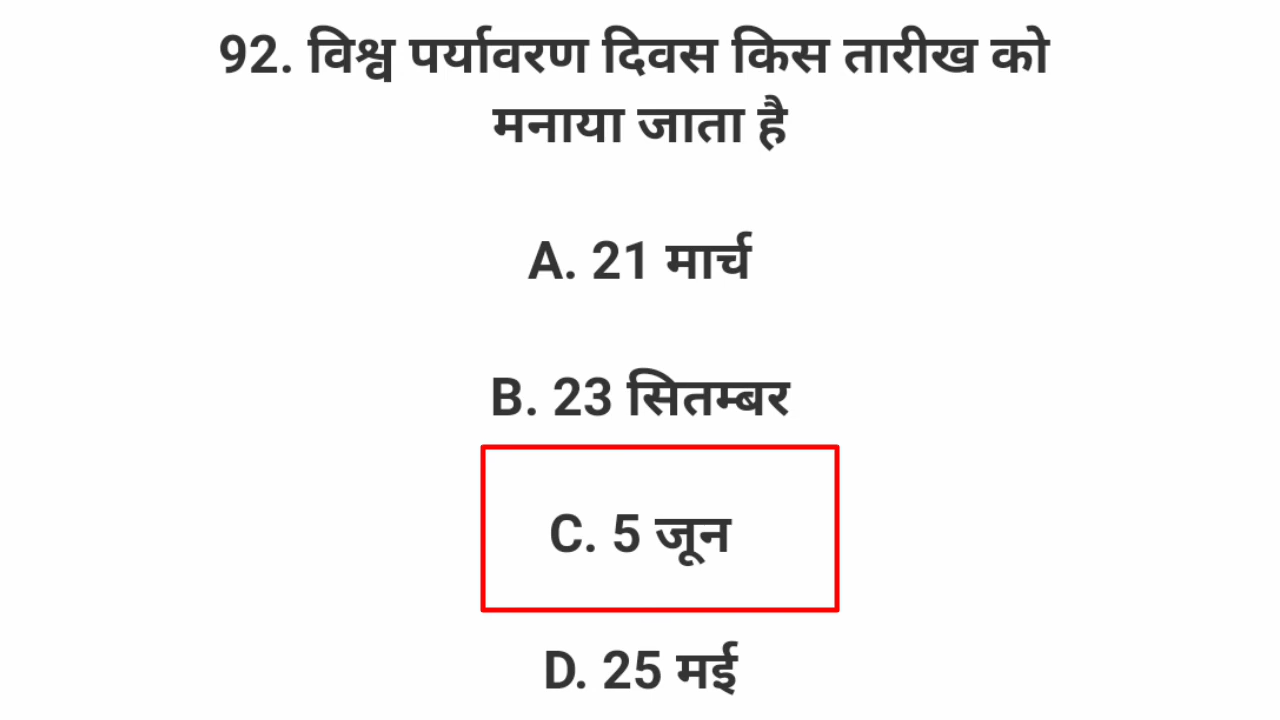 92. विश्व पर्यावरण दिवस किस तारीख को
मनाया जाता है
A. 21 मार्च
B. 23 सितम्बर
C. 5 जून
D. 25 मई